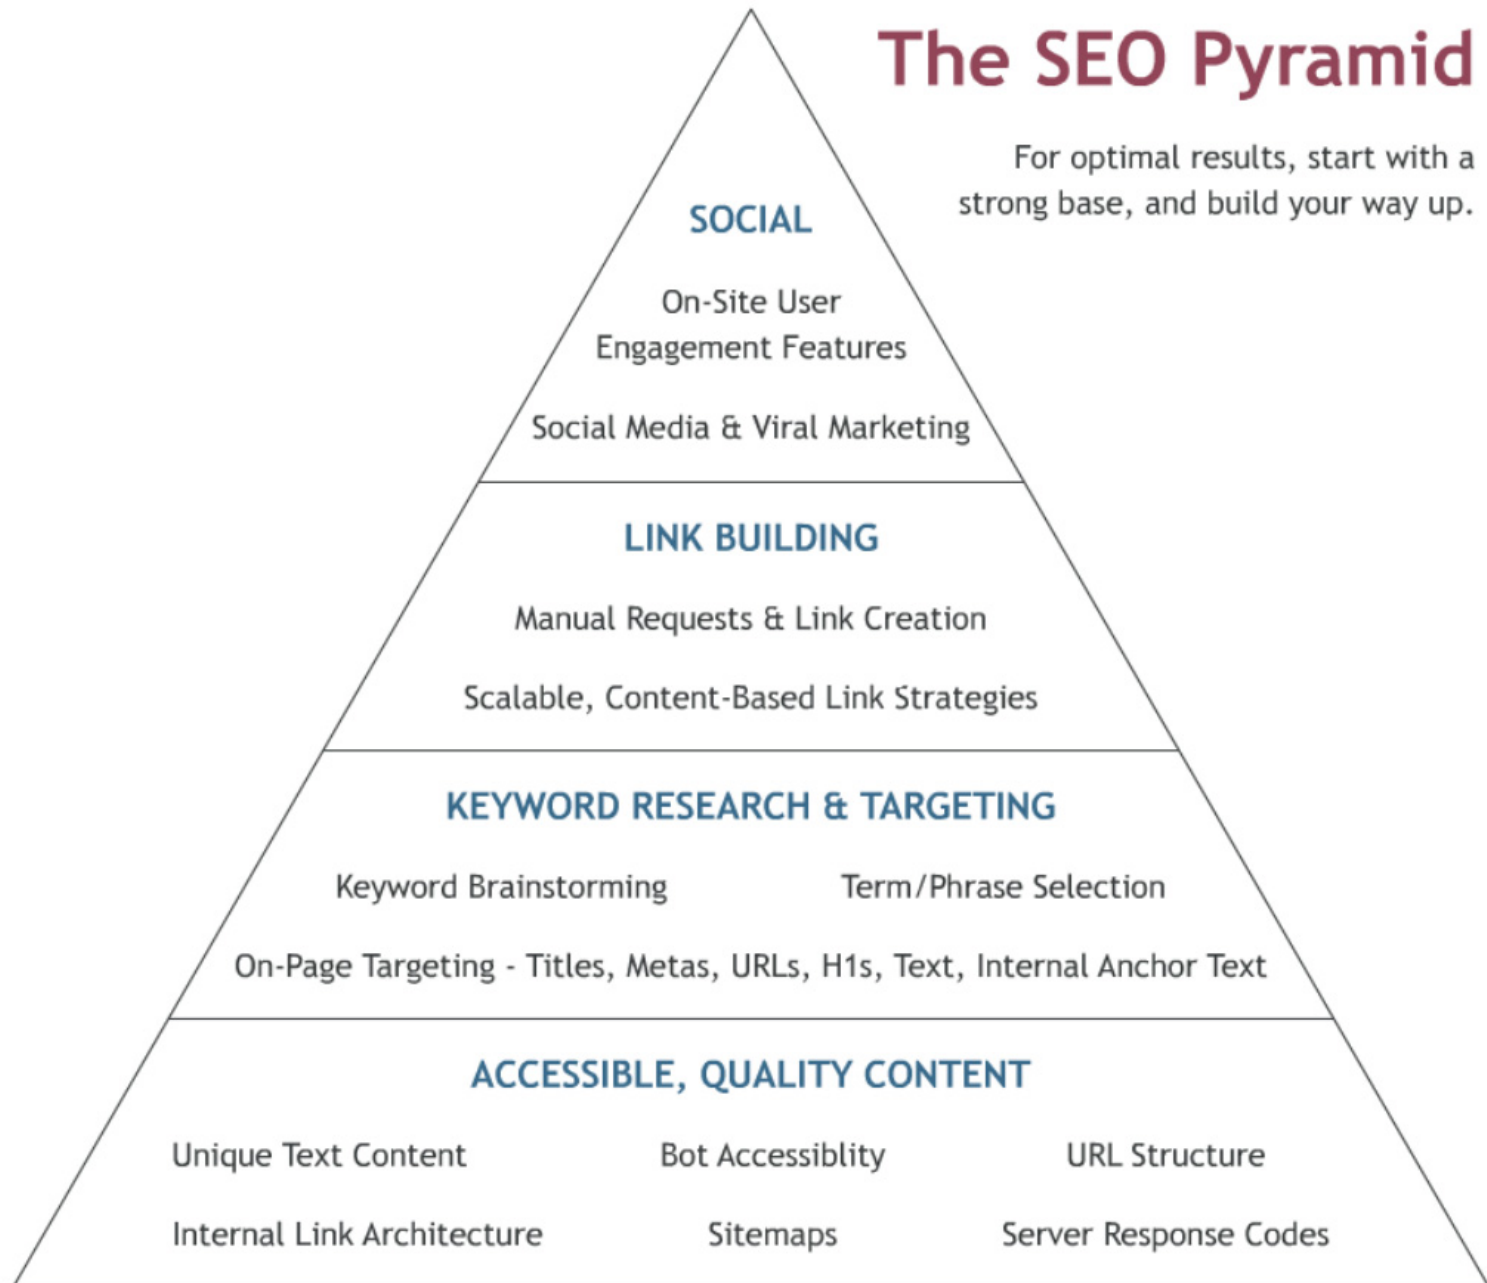 The SEO Pyramid
For optimal results, start with a
strong base, and build your way up.
SOCIAL
On-Site User
Engagement Features
Social Media & Viral Marketing
LINK BUILDING
Manual Requests & Link Creation
Scalable, Content-Based Link Strategies
KEYWORD RESEARCH & TARGETING
Keyword Brainstorming Term/Phrase Selection
On-Page Targeting - Titles, Metas, URLs, H1s, Text, Internal Anchor Text
ACCESSIBLE, QUALITY CONTENT
Unique Text Content Bot Accessiblity URL Structure
Internal Link Architecture Sitemaps Server Response Codes